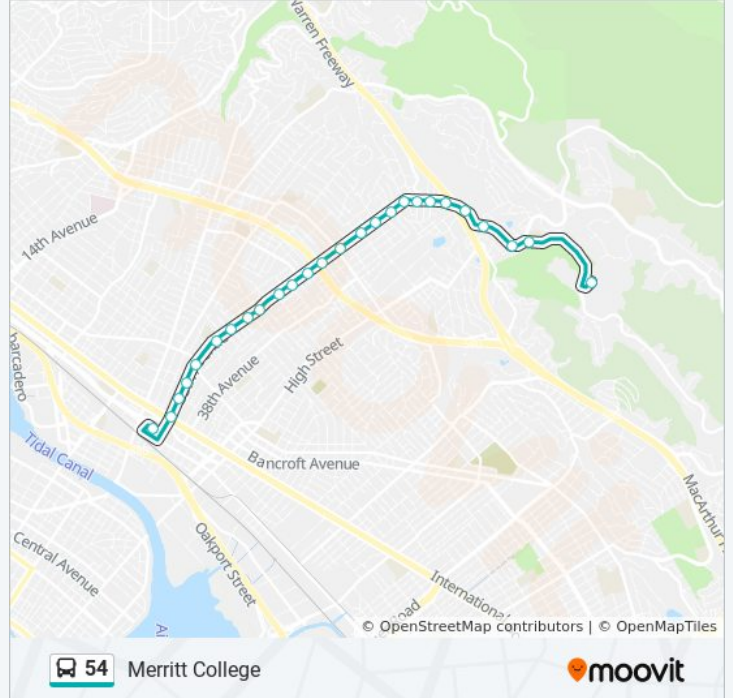 Warren Freeway
14th Avenue
38th Avenue
High Street
Tidal Canal
Bancroft Avenue
Central Avenue
Oakport Street
International
MacArthur
© OpenStreetMap contributors | © OpenMapTiles
54 Merritt College
moovit